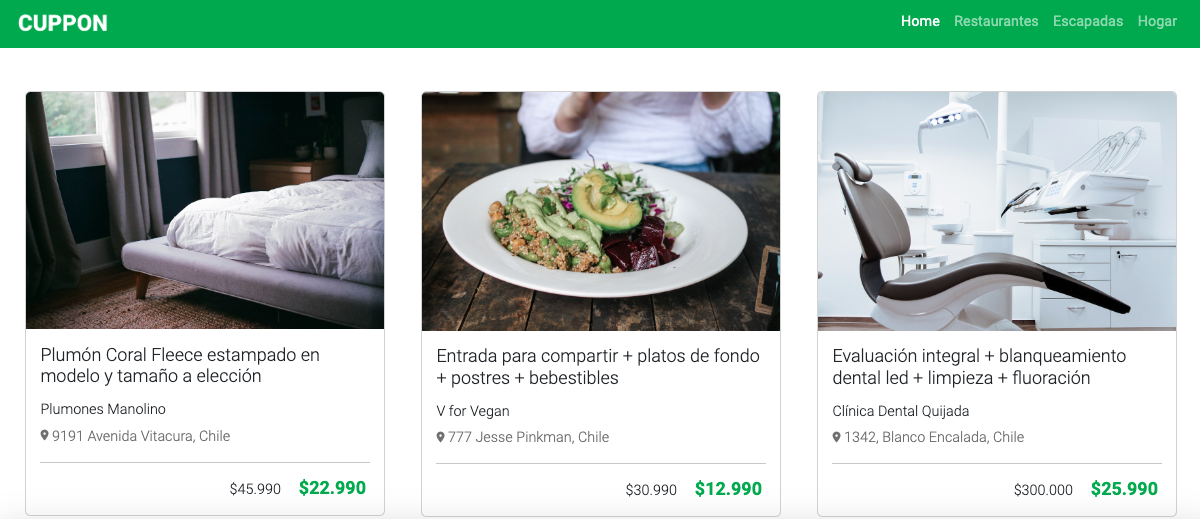 CUPPON
Home Restaurantes Escapadas Hogar
Plumón Coral Fleece estampado en
modelo y tamaño a elección
Plumones Manolino
9191 Avenida Vitacura, Chile
$45.990 $22.990
Entrada para compartir + platos de fondo
+ postres + bebestibles
V for Vegan
777 Jesse Pinkman, Chile
$30.990 $12.990
Evaluación integral + blanqueamiento
dental led + limpieza + fluoración
Clínica Dental Quijada
1342, Blanco Encalada, Chile
$300.000 $25.990